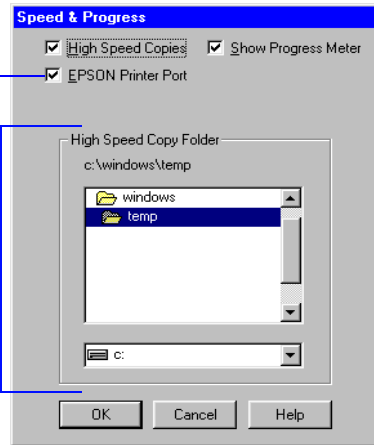 Speed & Progress
High Speed Copies Show Progress Meter
EPSON Printer Port
High Speed Copy Folder
c:\windows\temp
windows
temp
c:
OK Cancel Help